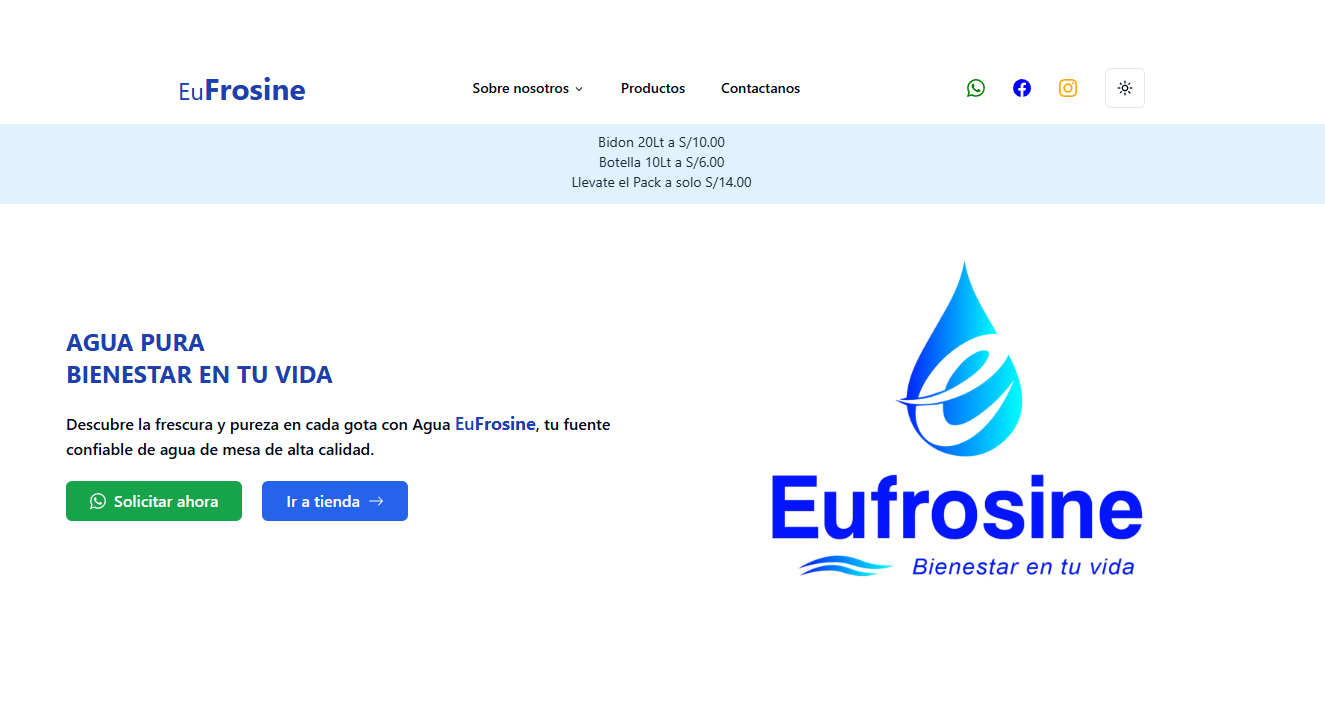 EuFrosine
Sobre nosotros
Productos
Contactanos
Bidon 20Lt a S/10.00
Botella 10Lt a S/6.00
Llevate el Pack a solo S/14.00
AGUA PURA
BIENESTAR EN TU VIDA
Descubre la frescura y pureza en cada gota con Agua EuFrosine, tu fuente
confiable de agua de mesa de alta calidad.
Solicitar ahora
Ir a tienda
e
Eufrosine
Bienestar en tu vida